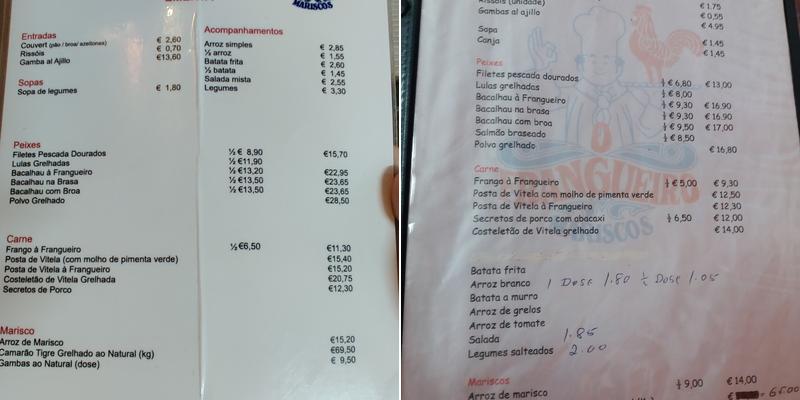 MARISCOS
Entradas
Couvert (pão / broa/ azeitonas) € 2,60
Rissóis € 0,70
Gamba al Ajillo €13,60
Sopas
Sopa de legumes € 1,80
Acompanhamentos
Arroz simples € 2,85
½ arroz € 1,55
Batata frita € 2,60
½ batata € 1,45
Salada mista € 2,55
Legumes € 3,30
Peixes
Filetes Pescada Dourados ½ € 8,90 €15,70
Lulas Grelhadas ½ €11,90
Bacalhau à Frangueiro ½ €13,20 €22,95
Bacalhau na Brasa ½ €13,50 €23,65
Bacalhau com Broa ½ €13,50 €23,65
Polvo Grelhado €28,50
Carne
Frango à Frangueiro ½ €6,50 €11,30
Posta de Vitela (com molho de pimenta verde) €15,40
Posta de Vitela à Frangueiro €15,20
Costeletão de Vitela Grelhada €20,75
Secretos de Porco €12,30
Marisco
Arroz de Marisco €15,20
Camarão Tigre Grelhado ao Natural (kg) €69,50
Gambas ao Natural (dose) € 9,50
Rissóis (unidade) € 1.75
Gambas al ajillo € 0,55
€ 4,95
Sopa € 1,45
Canja € 1,45
Peixes
Filetes pescada dourados ½ € 6,80 € 13,00
Lulas grelhadas ½ € 8,00
Bacalhau à Frangueiro ½ € 9,30 € 16,90
Bacalhau na brasa ½ € 9,30 € 16,90
Bacalhau com broa ½ € 9,50 € 17,00
Salmão braseado ½ € 8,50
Polvo grelhado € 16,80
Carne
Frango à Frangueiro ½ € 5,00 € 9,30
Posta de Vitela com molho de pimenta verde € 12,50
Posta de Vitela à Frangueiro € 12,30
Secretos de porco com abacaxi ½ 6,50 € 12,00
Costeletão de Vitela grelhado € 14,00
Batata frita
Arroz branco 1 Dose 1.80 ½ Dose 1.05
Batata a murro
Arroz de grelos
Arroz de tomate
Salada 1.85
Legumes salteados 2.00
Mariscos
Arroz de marisco ½ 9,00 € 14,00
€ = 65.00